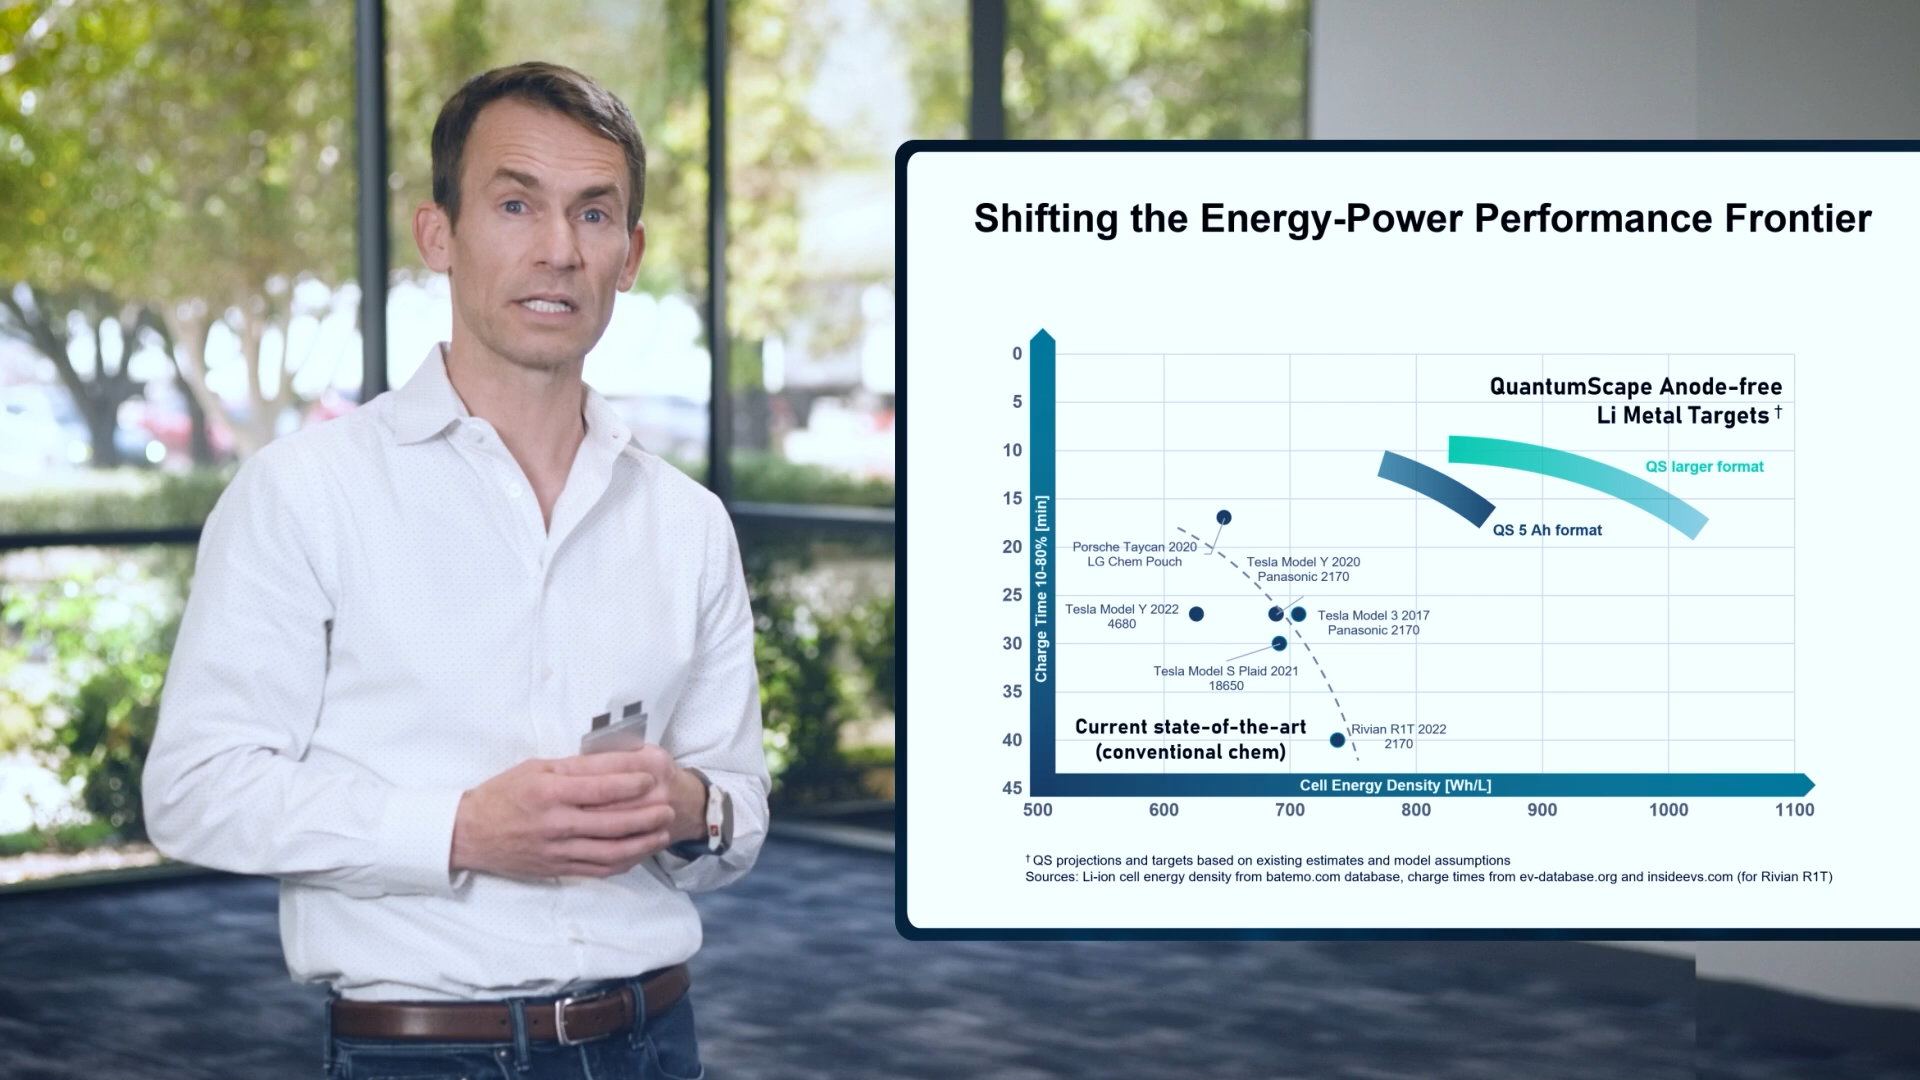 Shifting the Energy-Power Performance Frontier
0
5
10
15
20
25
30
35
40
45
Charge Time 10-80% [min]
QuantumScape Anode-free
Li Metal Targets †
QS larger format
QS 5 Ah format
Porsche Taycan 2020
LG Chem Pouch
Tesla Model Y 2020
Panasonic 2170
Tesla Model Y 2022
4680
Tesla Model 3 2017
Panasonic 2170
Tesla Model S Plaid 2021
18650
Current state-of-the-art
(conventional chem)
Rivian R1T 2022
2170
Cell Energy Density [Wh/L]
500 600 700 800 900 1000 1100
† QS projections and targets based on existing estimates and model assumptions
Sources: Li-ion cell energy density from batemo.com database, charge times from ev-database.org and insideevs.com (for Rivian R1T)